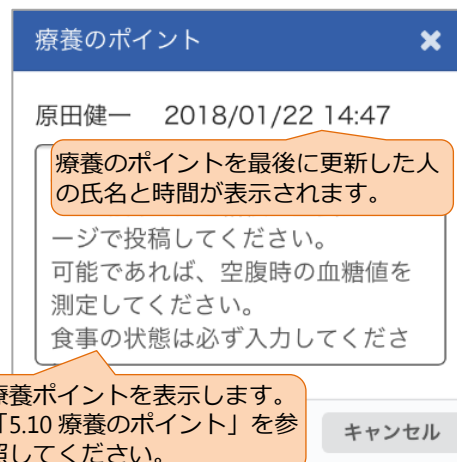 療養のポイント ✖
原田健一 2018/01/22 14:47
療養のポイントを最後に更新した人
の氏名と時間が表示されます。
ージで投稿してください。
可能であれば、空腹時の血糖値を
測定してください。
食事の状態は必ず入力してくださ
療養ポイントを表示します。
「5.10 療養のポイント」を参
照してください。
キャンセル